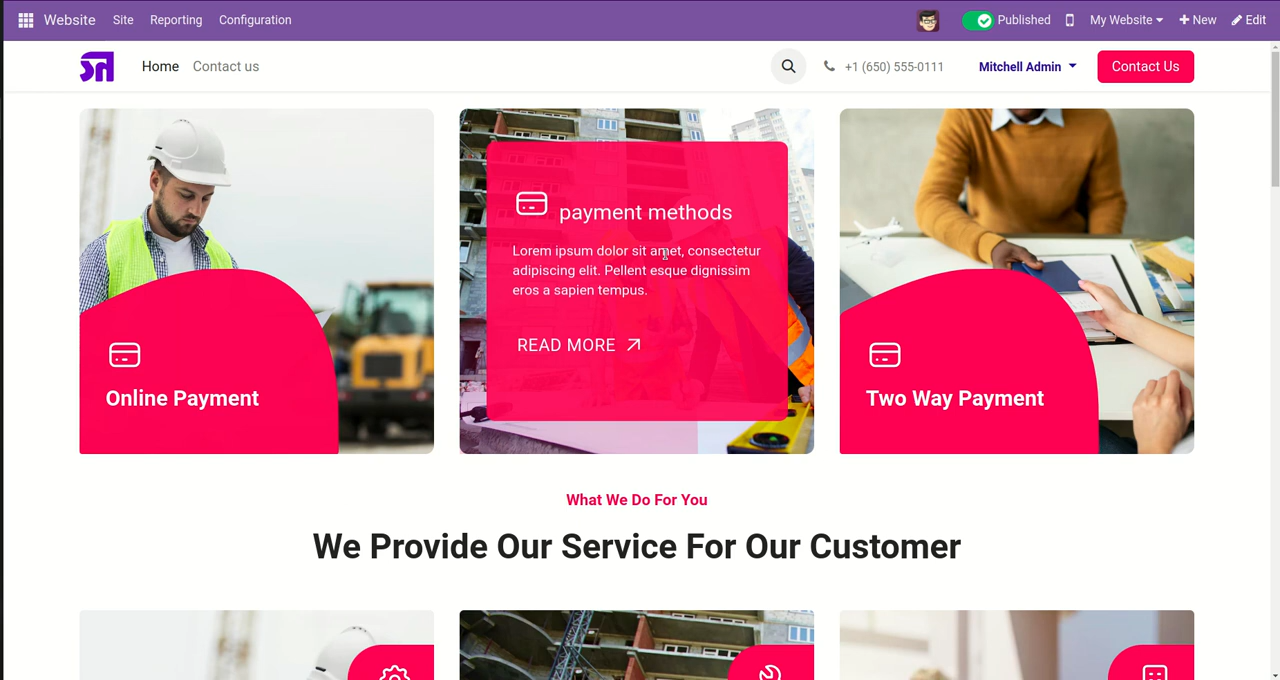 Website Site Reporting Configuration Published My Website + New Edit
Home Contact us +1 (650) 555-0111 Mitchell Admin Contact Us
payment methods
Lorem ipsum dolor sit amet, consectetur
adipiscing elit. Pellent esque dignissim
eros a sapien tempus.
READ MORE
Online Payment
Two Way Payment
What We Do For You
We Provide Our Service For Our Customer